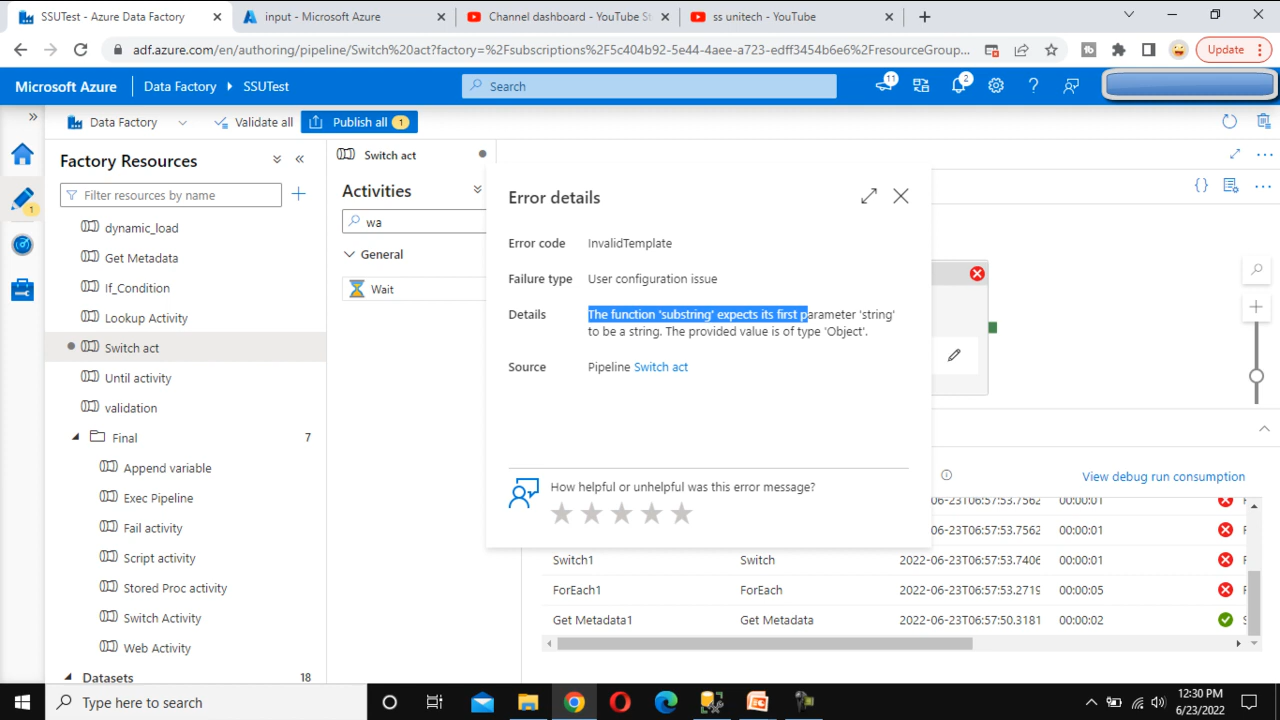 SSUTest - Azure Data Factory
input - Microsoft Azure
Channel dashboard - YouTube St
ss unitech - YouTube
adf.azure.com/en/authoring/pipeline/Switch%20act?factory=%2Fsubscriptions%2F5c404b92-5e44-4aee-a723-edff3454b6e6%2FresourceGroup...
Update
Microsoft Azure
Data Factory
SSUTest
Search
11
2
Data Factory
Validate all
Publish all
1
Factory Resources
Filter resources by name
dynamic_load
Get Metadata
If_Condition
Lookup Activity
Switch act
Until activity
validation
Final
7
Append variable
Exec Pipeline
Fail activity
Script activity
Stored Proc activity
Switch Activity
Web Activity
Datasets
18
1
Switch act
Activities
wa
General
Wait
Error details
Error code
InvalidTemplate
Failure type
User configuration issue
Details
The function 'substring' expects its first parameter 'string'
to be a string. The provided value is of type 'Object'.
Source
Pipeline Switch act
How helpful or unhelpful was this error message?
View debug run consumption
2022-06-23T06:57:53.7562
00:00:01
2022-06-23T06:57:53.7562
00:00:01
Switch1
Switch
2022-06-23T06:57:53.7406
00:00:01
ForEach1
ForEach
2022-06-23T06:57:53.2719
00:00:05
Get Metadata1
Get Metadata
2022-06-23T06:57:50.3181
00:00:02
Type here to search
12:30 PM
6/23/2022